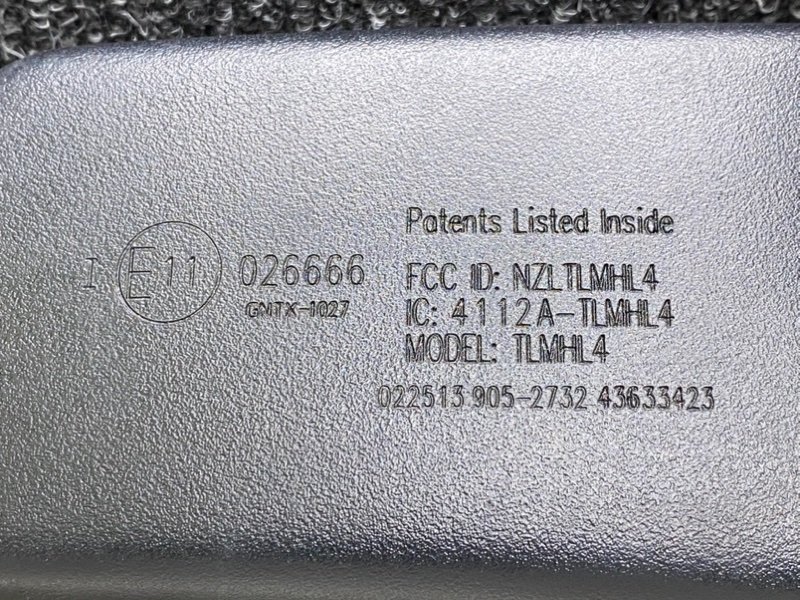 Patents Listed Inside
I E11 026666
GNTX-1027
FCC ID: NZLTLMHL4
IC: 4112A-TLMHL4
MODEL: TLMHL4
022513 905-2732 43633423